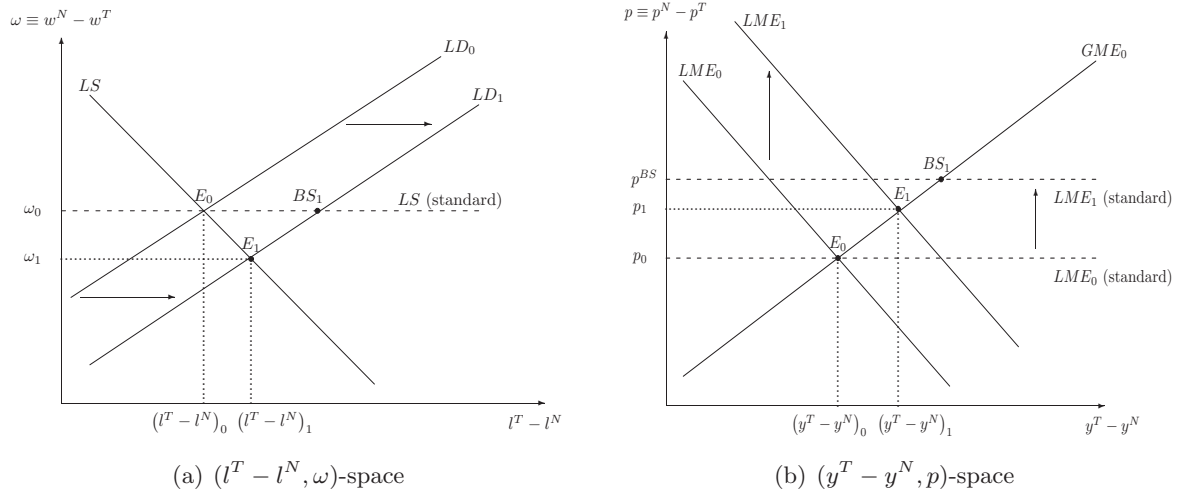 ω ≡ w^N − w^T
LD_0
LS
LD_1
E_0
BS_1
LS (standard)
ω_0
E_1
ω_1
(l^T − l^N)_0
(l^T − l^N)_1
l^T − l^N
(a) (l^T − l^N, ω)-space
p ≡ p^N − p^T
LME_1
GME_0
LME_0
BS_1
p^{BS}
E_1
LME_1 (standard)
p_1
E_0
p_0
LME_0 (standard)
(y^T − y^N)_0
(y^T − y^N)_1
y^T − y^N
(b) (y^T − y^N, p)-space